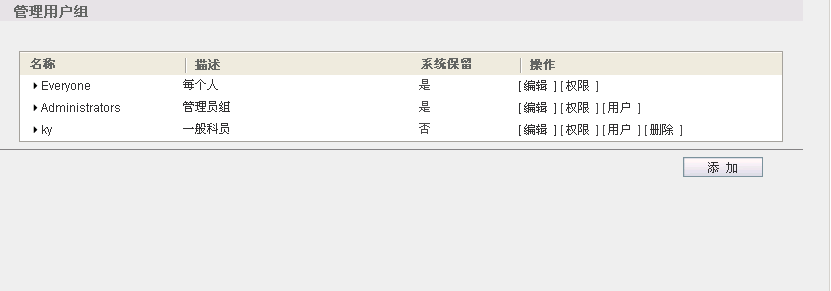 管理用户组
名称 描述 系统保留 操作
Everyone 每个人 是 [ 编辑 ] [ 权限 ]
Administrators 管理员组 是 [ 编辑 ] [ 权限 ] [ 用户 ]
ky 一般科员 否 [ 编辑 ] [ 权限 ] [ 用户 ] [ 删除 ]
添 加